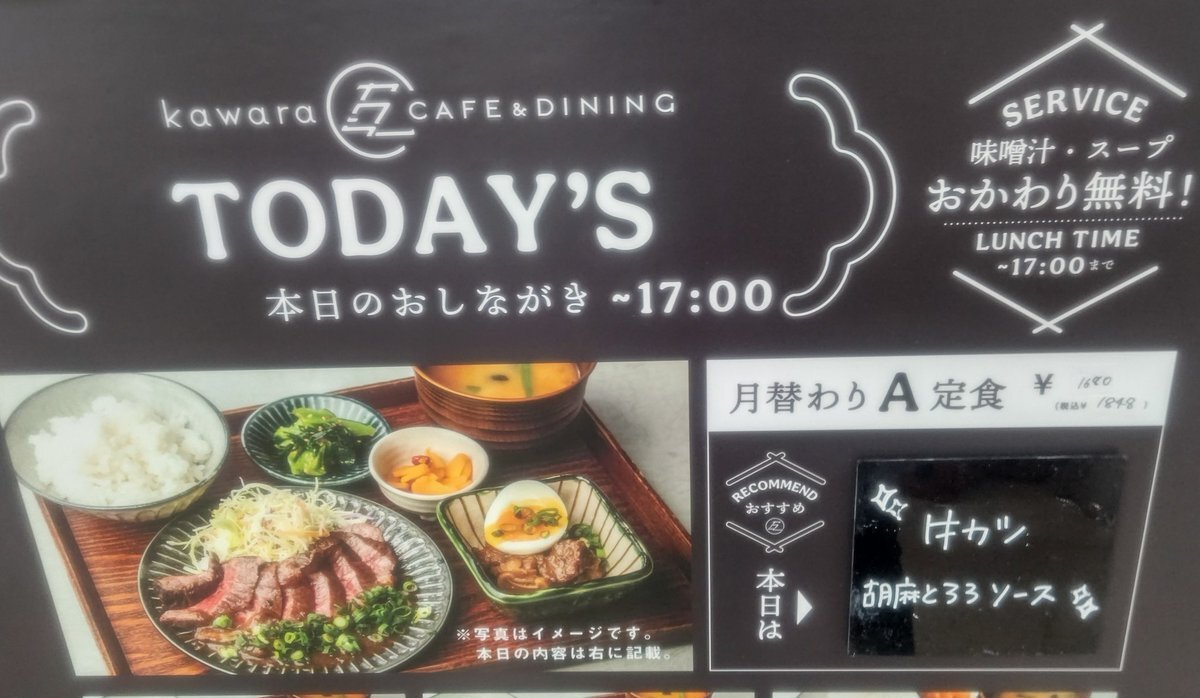 kawara 瓦 CAFE & DINING
TODAY'S
本日のおしながき ~17:00
SERVICE
味噌汁・スープ
おかわり無料!
LUNCH TIME
~17:00まで
月替わり A 定食 ¥ 1680
(税込¥ 1848)
RECOMMEND
おすすめ
本日は
牛カツ
胡麻とろろソース
※写真はイメージです。
本日の内容は右に記載。